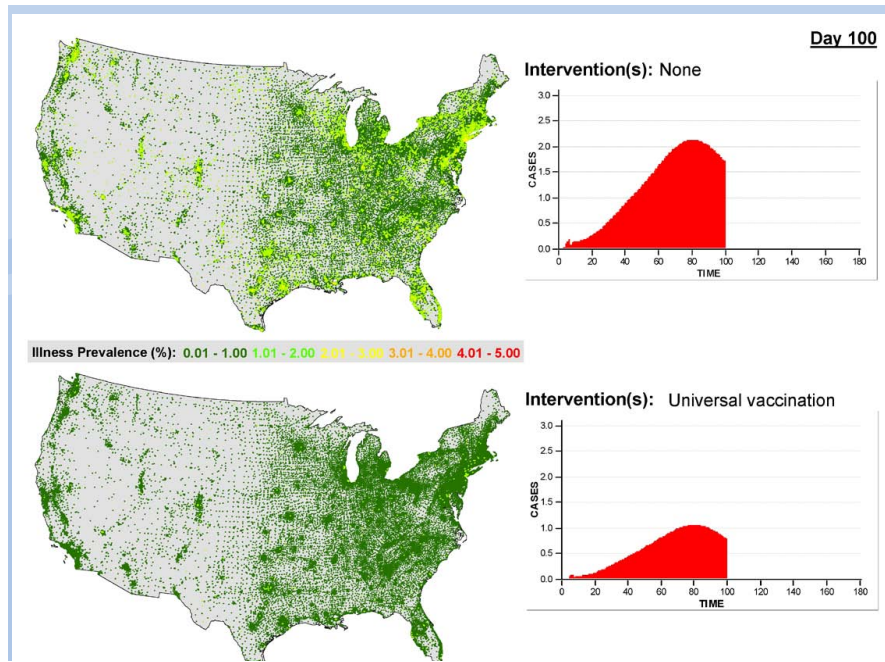 Day 100
Intervention(s): None
3.0
2.5
2.0
1.5
1.0
0.5
0.0
CASES
0 20 40 60 80 100 120 140 160 180
TIME
Illness Prevalence (%): 0.01 - 1.00 1.01 - 2.00 2.01 - 3.00 3.01 - 4.00 4.01 - 5.00
Intervention(s): Universal vaccination
3.0
2.5
2.0
1.5
1.0
0.5
0.0
CASES
0 20 40 60 80 100 120 140 160 180
TIME